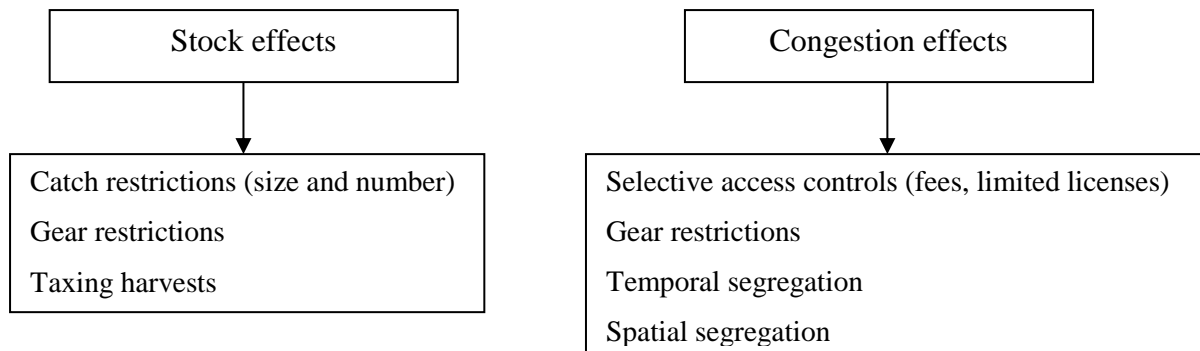 Stock effects
Congestion effects
Catch restrictions (size and number)
Gear restrictions
Taxing harvests
Selective access controls (fees, limited licenses)
Gear restrictions
Temporal segregation
Spatial segregation